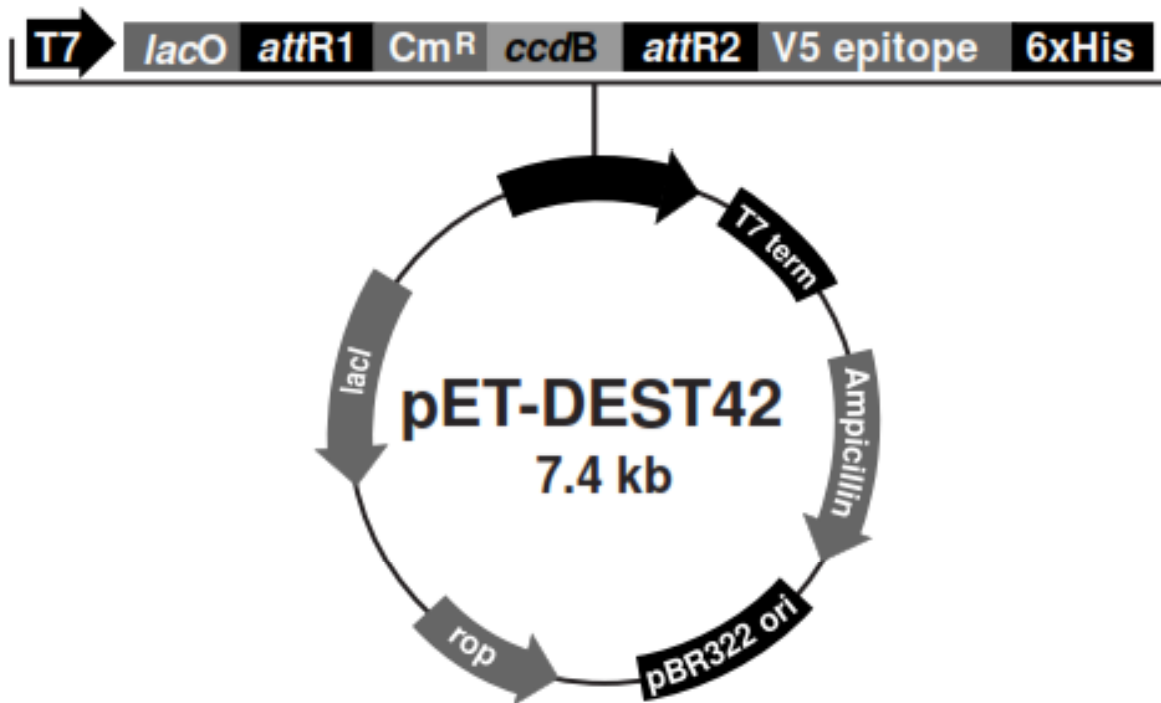 T7 lacO attR1 CmR ccdB attR2 V5 epitope 6xHis
T7 term
lacI
Ampicillin
pET-DEST42
7.4 kb
rop
pBR322 ori